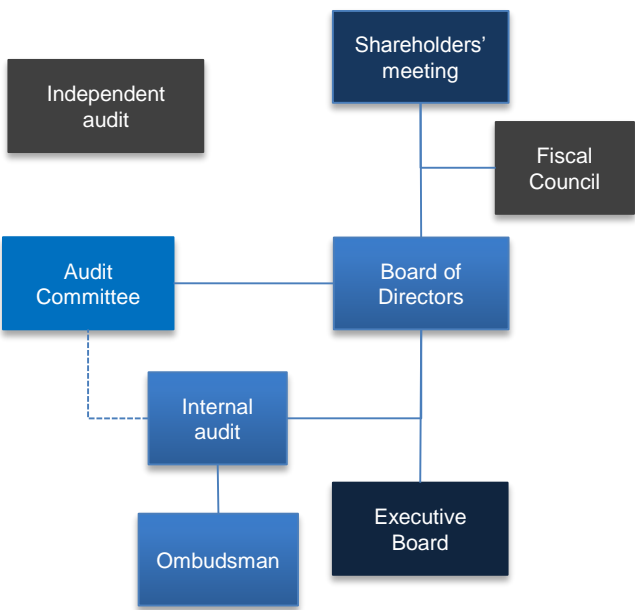 Shareholders’
meeting
Independent
audit
Fiscal
Council
Audit
Committee
Board of
Directors
Internal
audit
Executive
Board
Ombudsman